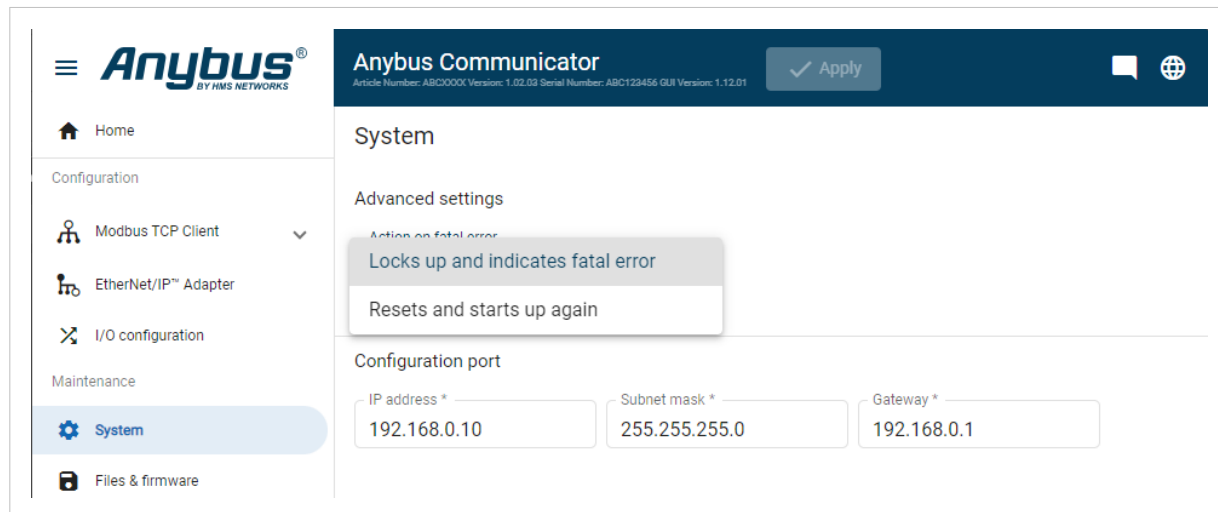 Anybus®
BY HMS NETWORKS
Anybus Communicator
Article Number: ABCXXXX Version: 1.02.03 Serial Number: ABC123456 GUI Version: 1.12.01
Apply
Home
Configuration
Modbus TCP Client
EtherNet/IP™ Adapter
I/O configuration
Maintenance
System
Files & firmware
System
Advanced settings
Action on fatal error
Locks up and indicates fatal error
Resets and starts up again
Configuration port
IP address *
192.168.0.10
Subnet mask *
255.255.255.0
Gateway *
192.168.0.1